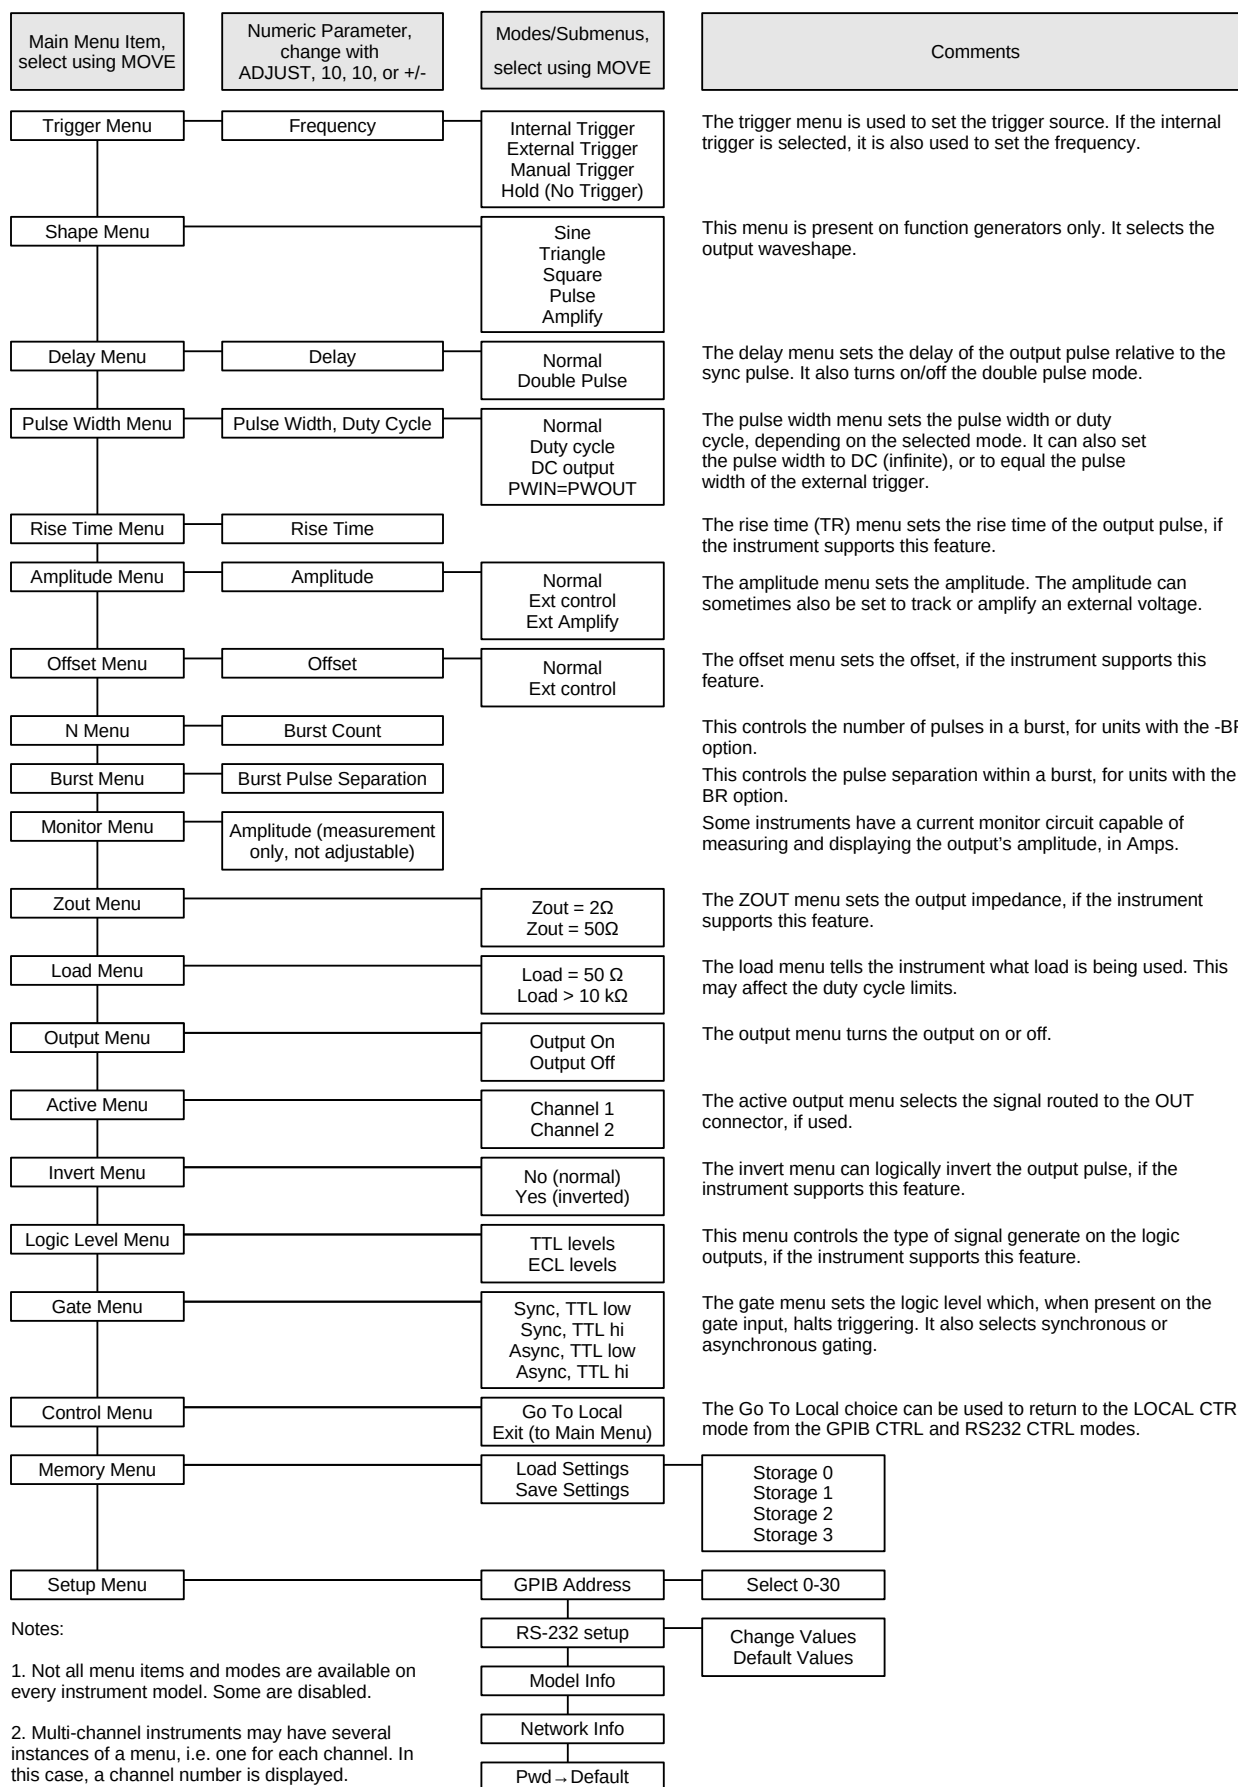 Main Menu Item,
select using MOVE
Numeric Parameter,
change with
ADJUST, 10, 10, or +/-
Modes/Submenus,
select using MOVE
Comments
Trigger Menu
Frequency
Internal Trigger
External Trigger
Manual Trigger
Hold (No Trigger)
The trigger menu is used to set the trigger source. If the internal
trigger is selected, it is also used to set the frequency.
Shape Menu
Sine
Triangle
Square
Pulse
Amplify
This menu is present on function generators only. It selects the
output waveshape.
Delay Menu
Delay
Normal
Double Pulse
The delay menu sets the delay of the output pulse relative to the
sync pulse. It also turns on/off the double pulse mode.
Pulse Width Menu
Pulse Width, Duty Cycle
Normal
Duty cycle
DC output
PWIN=PWOUT
The pulse width menu sets the pulse width or duty
cycle, depending on the selected mode. It can also set
the pulse width to DC (infinite), or to equal the pulse
width of the external trigger.
Rise Time Menu
Rise Time
The rise time (TR) menu sets the rise time of the output pulse, if
the instrument supports this feature.
Amplitude Menu
Amplitude
Normal
Ext control
Ext Amplify
The amplitude menu sets the amplitude. The amplitude can
sometimes also be set to track or amplify an external voltage.
Offset Menu
Offset
Normal
Ext control
The offset menu sets the offset, if the instrument supports this
feature.
N Menu
Burst Count
This controls the number of pulses in a burst, for units with the -BR
option.
Burst Menu
Burst Pulse Separation
This controls the pulse separation within a burst, for units with the
BR option.
Monitor Menu
Amplitude (measurement
only, not adjustable)
Some instruments have a current monitor circuit capable of
measuring and displaying the output's amplitude, in Amps.
Zout Menu
Zout = 2Ω
Zout = 50Ω
The ZOUT menu sets the output impedance, if the instrument
supports this feature.
Load Menu
Load = 50 Ω
Load > 10 kΩ
The load menu tells the instrument what load is being used. This
may affect the duty cycle limits.
Output Menu
Output On
Output Off
The output menu turns the output on or off.
Active Menu
Channel 1
Channel 2
The active output menu selects the signal routed to the OUT
connector, if used.
Invert Menu
No (normal)
Yes (inverted)
The invert menu can logically invert the output pulse, if the
instrument supports this feature.
Logic Level Menu
TTL levels
ECL levels
This menu controls the type of signal generate on the logic
outputs, if the instrument supports this feature.
Gate Menu
Sync, TTL low
Sync, TTL hi
Async, TTL low
Async, TTL hi
The gate menu sets the logic level which, when present on the
gate input, halts triggering. It also selects synchronous or
asynchronous gating.
Control Menu
Go To Local
Exit (to Main Menu)
The Go To Local choice can be used to return to the LOCAL CTR
mode from the GPIB CTRL and RS232 CTRL modes.
Memory Menu
Load Settings
Save Settings
Storage 0
Storage 1
Storage 2
Storage 3
Setup Menu
GPIB Address
Select 0-30
RS-232 setup
Change Values
Default Values
Model Info
Network Info
Pwd→Default
Notes:
1. Not all menu items and modes are available on
every instrument model. Some are disabled.
2. Multi-channel instruments may have several
instances of a menu, i.e. one for each channel. In
this case, a channel number is displayed.